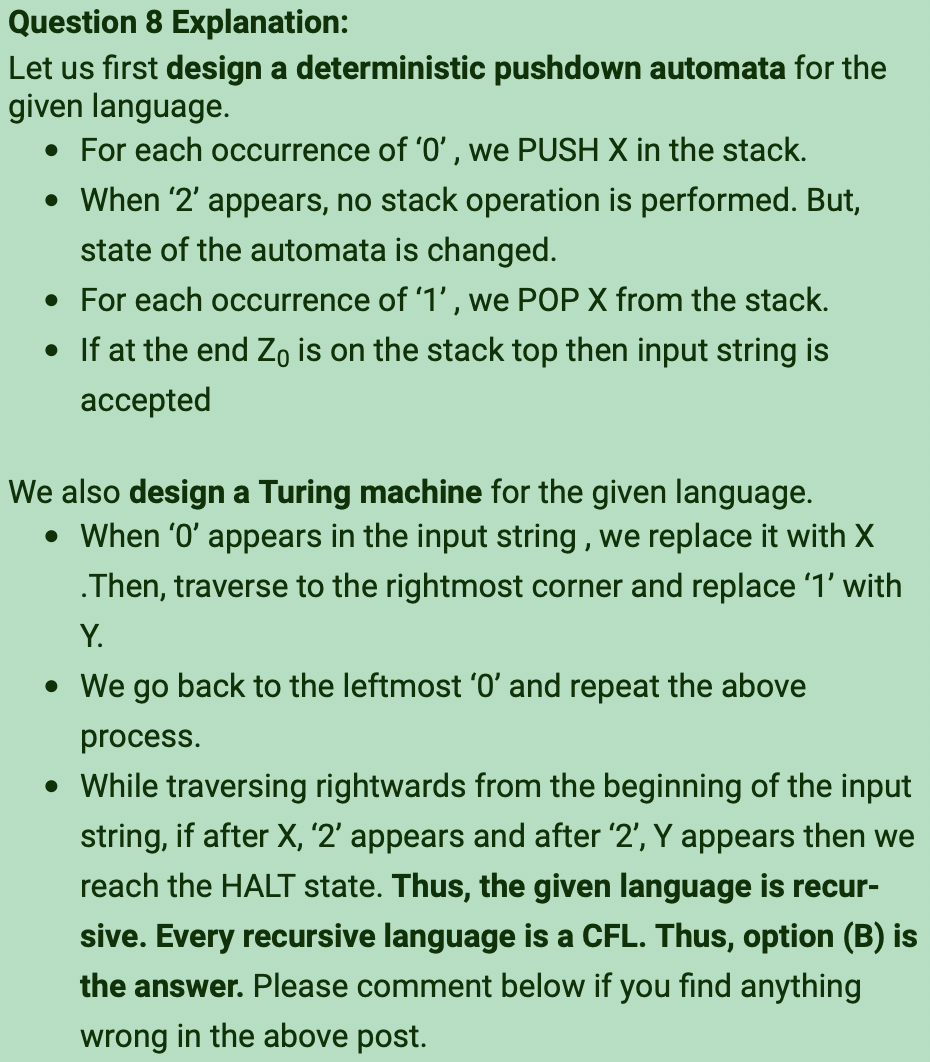 Question 8 Explanation:
Let us first design a deterministic pushdown automata for the
given language.
• For each occurrence of ‘0’ , we PUSH X in the stack.
• When ‘2’ appears, no stack operation is performed. But,
state of the automata is changed.
• For each occurrence of ‘1’ , we POP X from the stack.
• If at the end Z₀ is on the stack top then input string is
accepted
We also design a Turing machine for the given language.
• When ‘0’ appears in the input string , we replace it with X
.Then, traverse to the rightmost corner and replace ‘1’ with
Y.
• We go back to the leftmost ‘0’ and repeat the above
process.
• While traversing rightwards from the beginning of the input
string, if after X, ‘2’ appears and after ‘2’, Y appears then we
reach the HALT state. Thus, the given language is recur-
sive. Every recursive language is a CFL. Thus, option (B) is
the answer. Please comment below if you find anything
wrong in the above post.